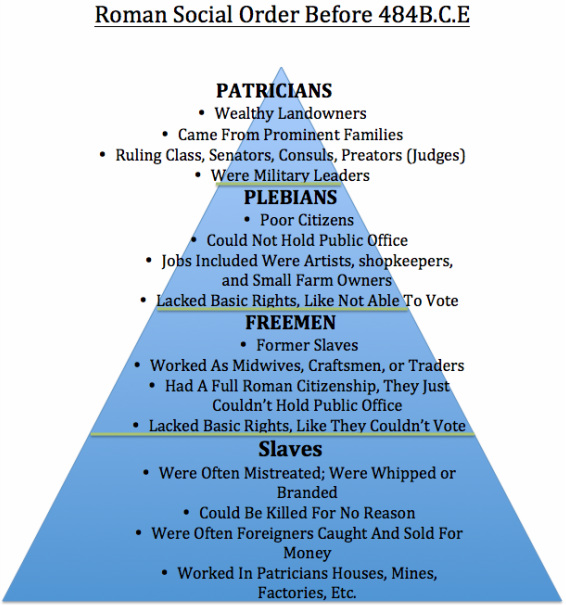 Roman Social Order Before 484B.C.E
PATRICIANS
• Wealthy Landowners
• Came From Prominent Families
• Ruling Class, Senators, Consuls, Preators (Judges)
• Were Military Leaders
PLEBIANS
• Poor Citizens
• Could Not Hold Public Office
• Jobs Included Were Artists, shopkeepers,
and Small Farm Owners
• Lacked Basic Rights, Like Not Able To Vote
FREEMEN
• Former Slaves
• Worked As Midwives, Craftsmen, or Traders
• Had A Full Roman Citizenship, They Just
Couldn't Hold Public Office
• Lacked Basic Rights, Like They Couldn't Vote
Slaves
• Were Often Mistreated; Were Whipped or
Branded
• Could Be Killed For No Reason
• Were Often Foreigners Caught And Sold For
Money
• Worked In Patricians Houses, Mines,
Factories, Etc.